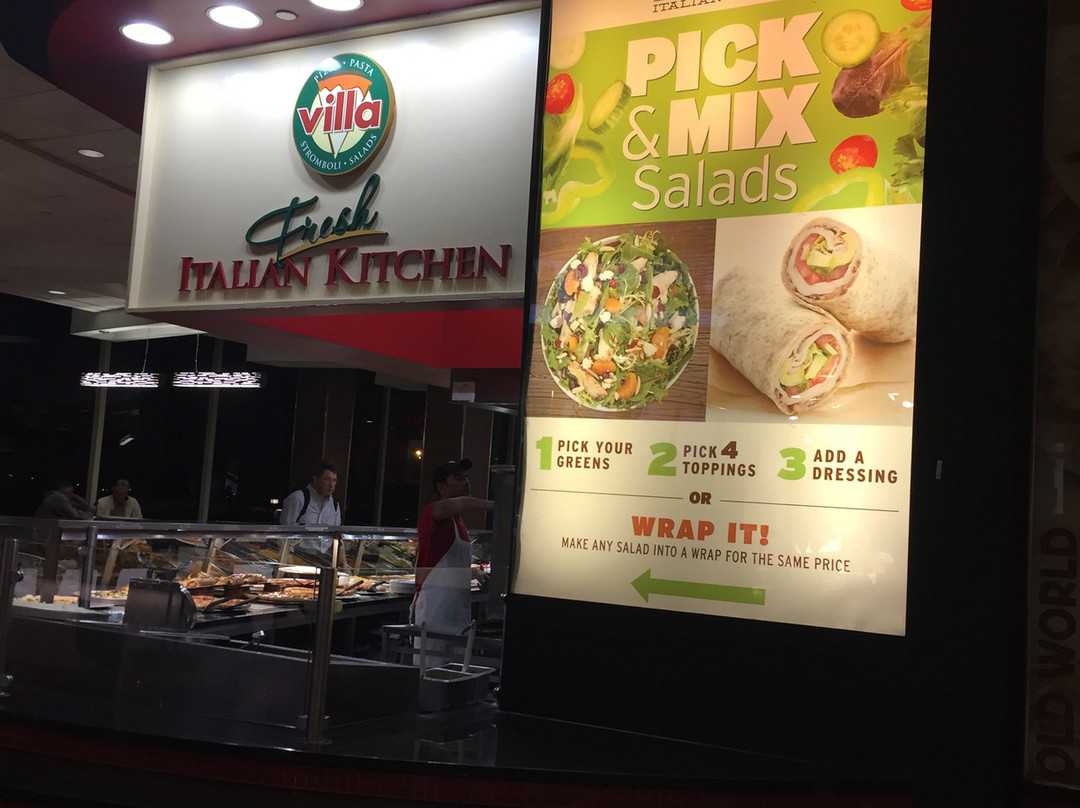 PIZZA · PASTA
villa
STROMBOLI · SALADS
Fresh
ITALIAN KITCHEN
ITALIAN
PICK
& MIX
Salads
1 PICK YOUR GREENS
2 PICK 4 TOPPINGS
3 ADD A DRESSING
OR
WRAP IT!
MAKE ANY SALAD INTO A WRAP FOR THE SAME PRICE
OLD WORLD